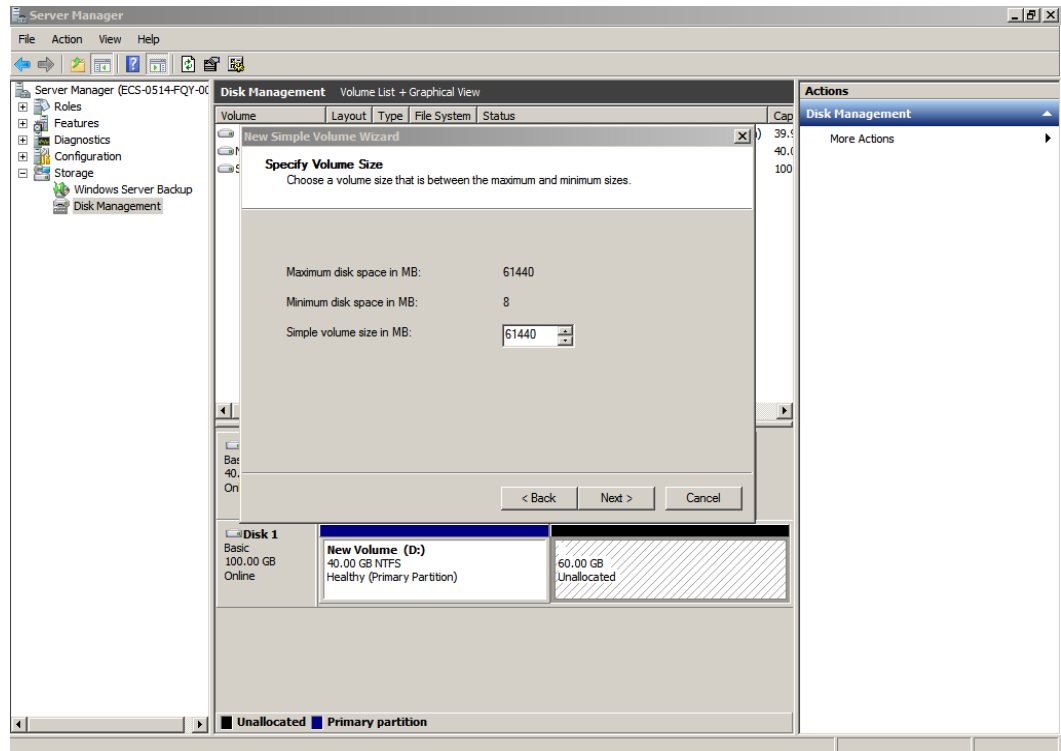 Server Manager
File Action View Help
Server Manager (ECS-0514-FQY-00
Roles
Features
Diagnostics
Configuration
Storage
Windows Server Backup
Disk Management
Disk Management Volume List + Graphical View
Volume Layout Type File System Status Cap
) 39.9
40.0
100
New Simple Volume Wizard
Specify Volume Size
Choose a volume size that is between the maximum and minimum sizes.
Maximum disk space in MB: 61440
Minimum disk space in MB: 8
Simple volume size in MB: 61440
< Back Next > Cancel
Bas
40.
On
Disk 1
Basic
100.00 GB
Online
New Volume (D:)
40.00 GB NTFS
Healthy (Primary Partition)
60.00 GB
Unallocated
Unallocated Primary partition
Actions
Disk Management
More Actions